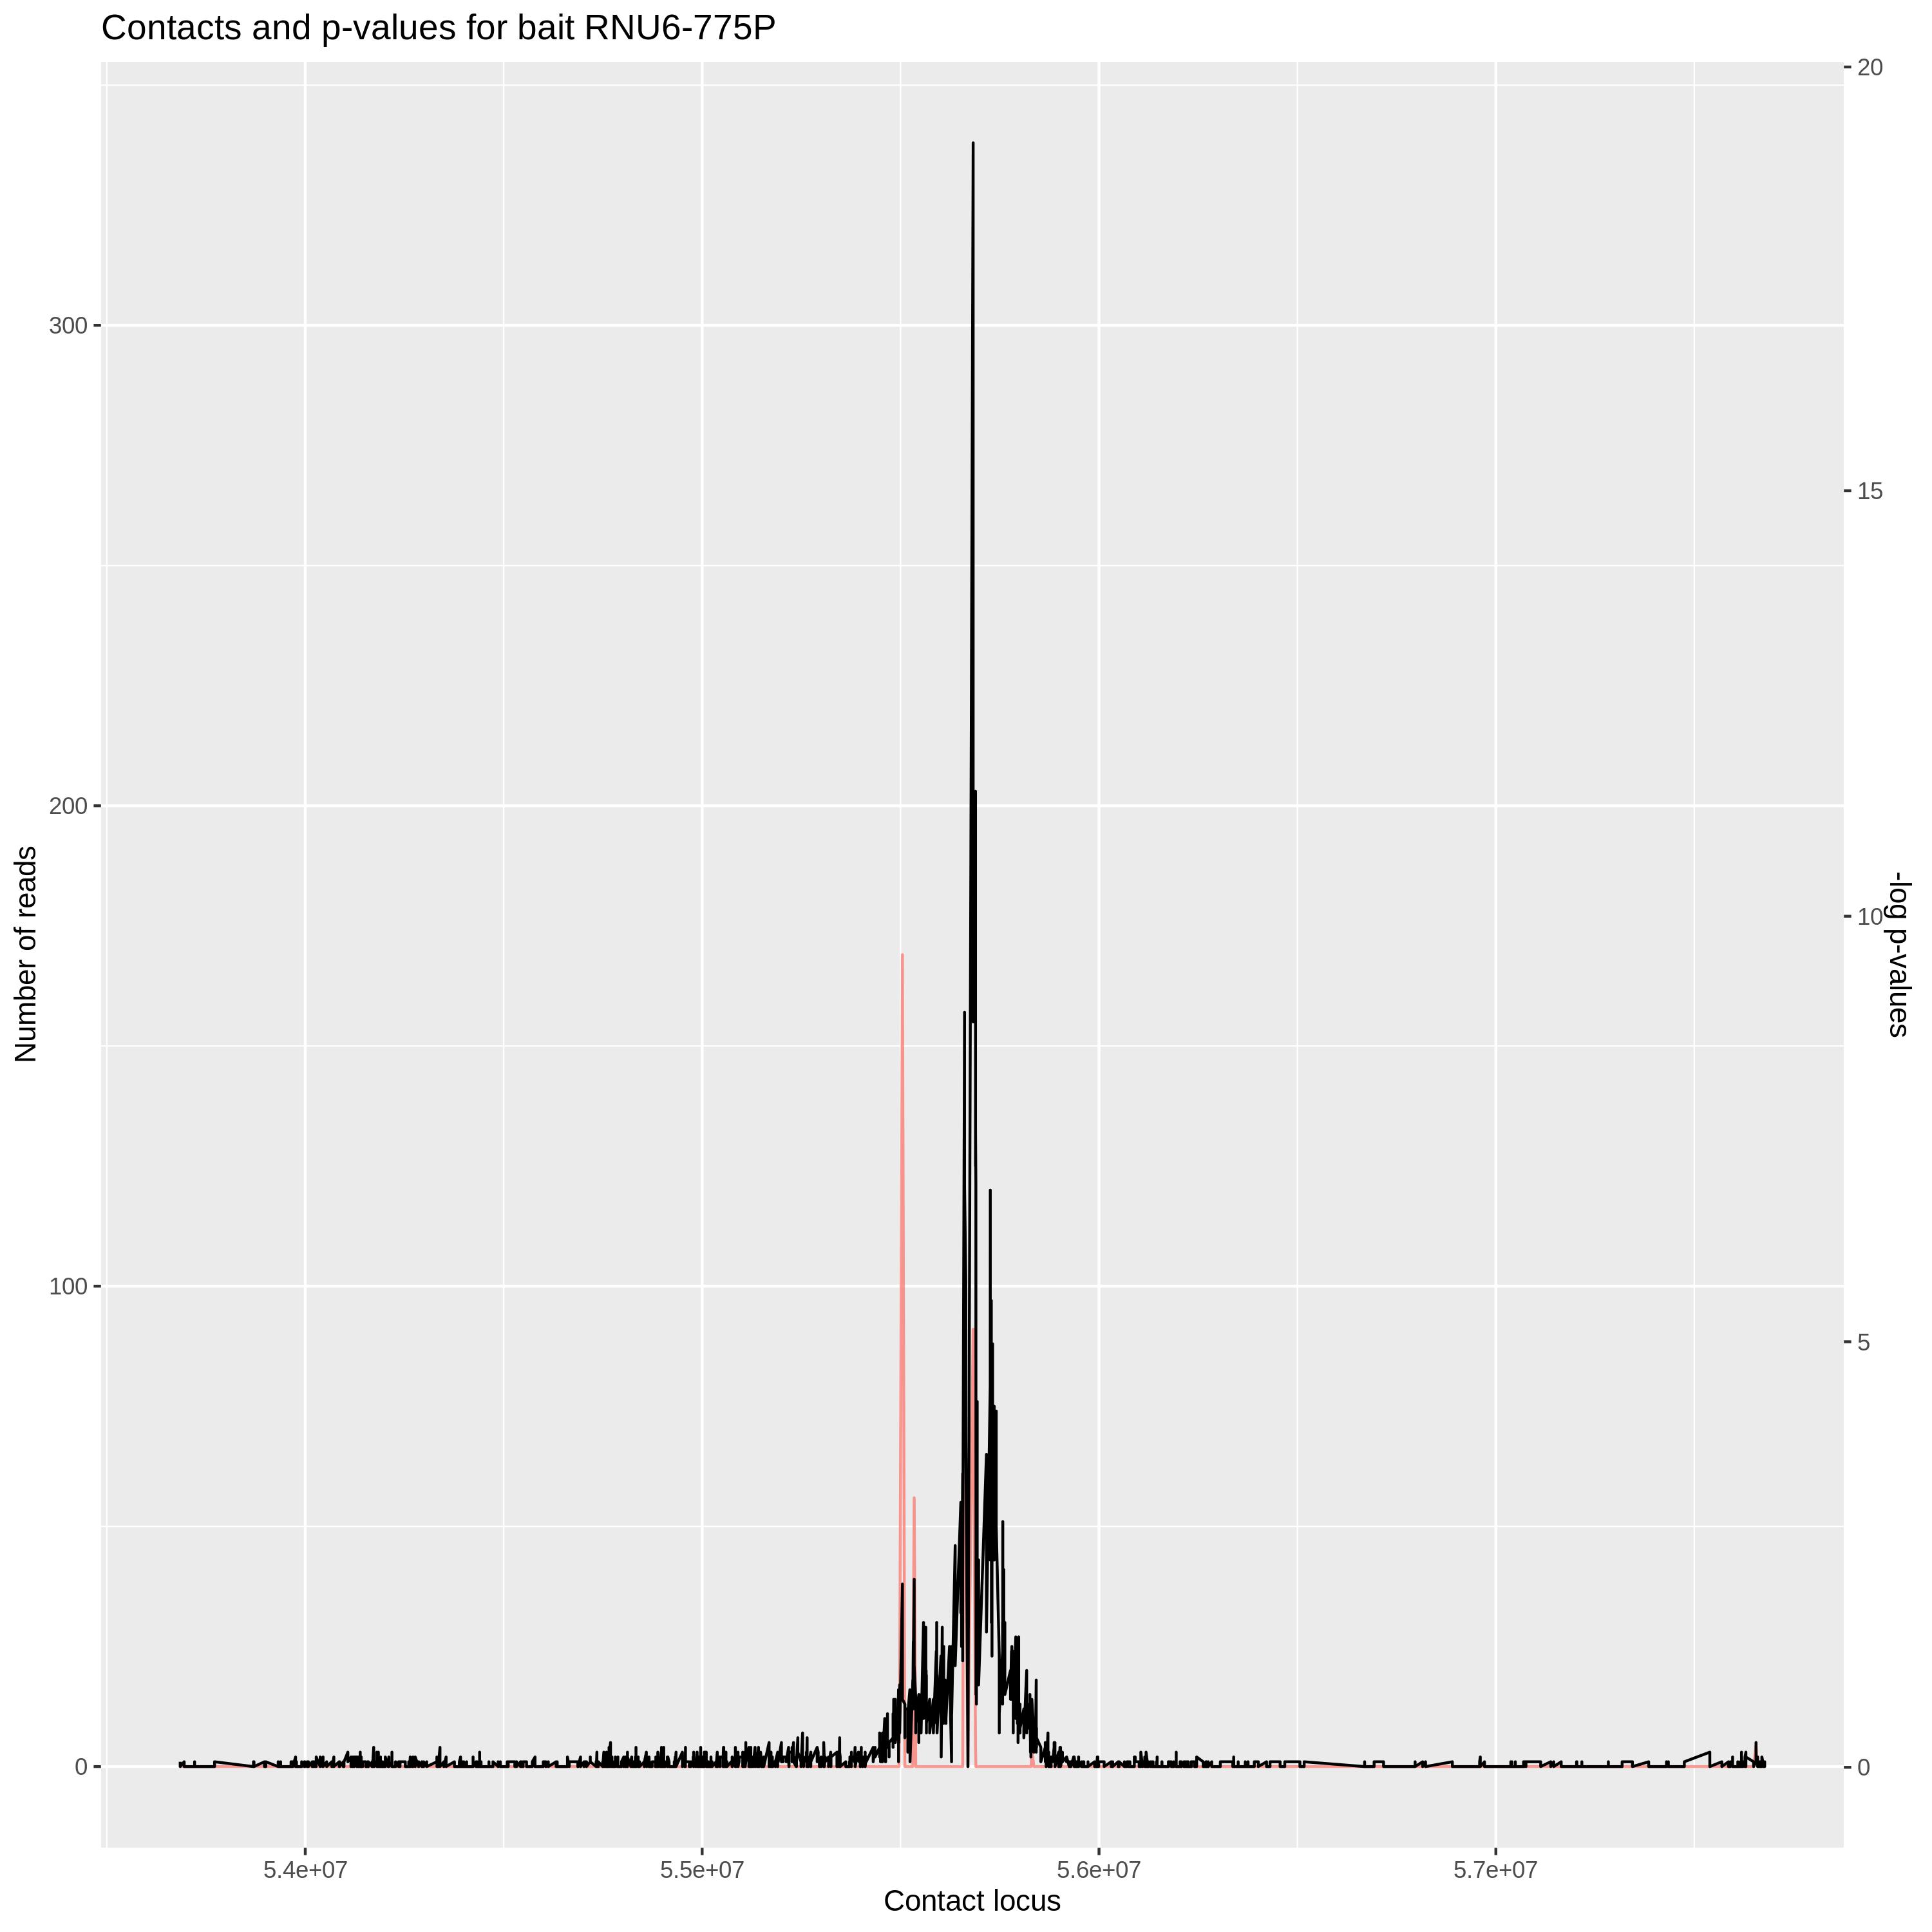 Contacts and p-values for bait RNU6-775P
Number of reads
300
200
100
0
20
15
10
5
0
-log p-values
5.4e+07
5.5e+07
5.6e+07
5.7e+07
Contact locus